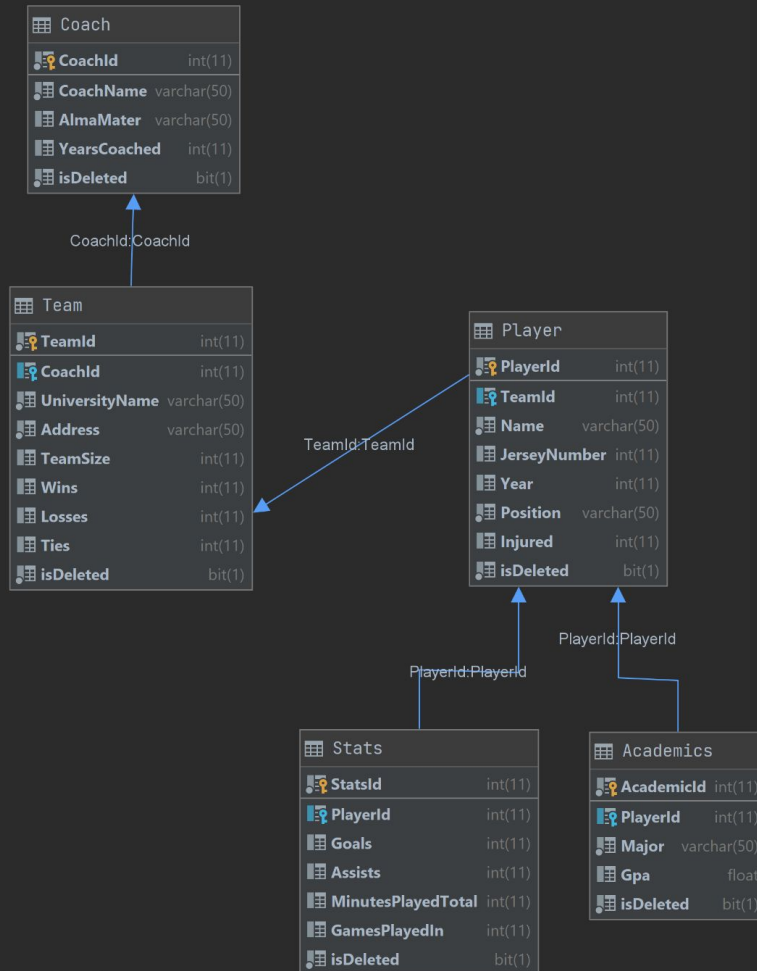 Coach
CoachId int(11)
CoachName varchar(50)
AlmaMater varchar(50)
YearsCoached int(11)
isDeleted bit(1)
CoachId:CoachId
Team
TeamId int(11)
CoachId int(11)
UniversityName varchar(50)
Address varchar(50)
TeamSize int(11)
Wins int(11)
Losses int(11)
Ties int(11)
isDeleted bit(1)
TeamId:TeamId
Player
PlayerId int(11)
TeamId int(11)
Name varchar(50)
JerseyNumber int(11)
Year int(11)
Position varchar(50)
Injured int(11)
isDeleted bit(1)
PlayerId:PlayerId
PlayerId:PlayerId
Stats
StatsId int(11)
PlayerId int(11)
Goals int(11)
Assists int(11)
MinutesPlayedTotal int(11)
GamesPlayedIn int(11)
isDeleted bit(1)
Academics
AcademicId int(11)
PlayerId int(11)
Major varchar(50)
Gpa float
isDeleted bit(1)